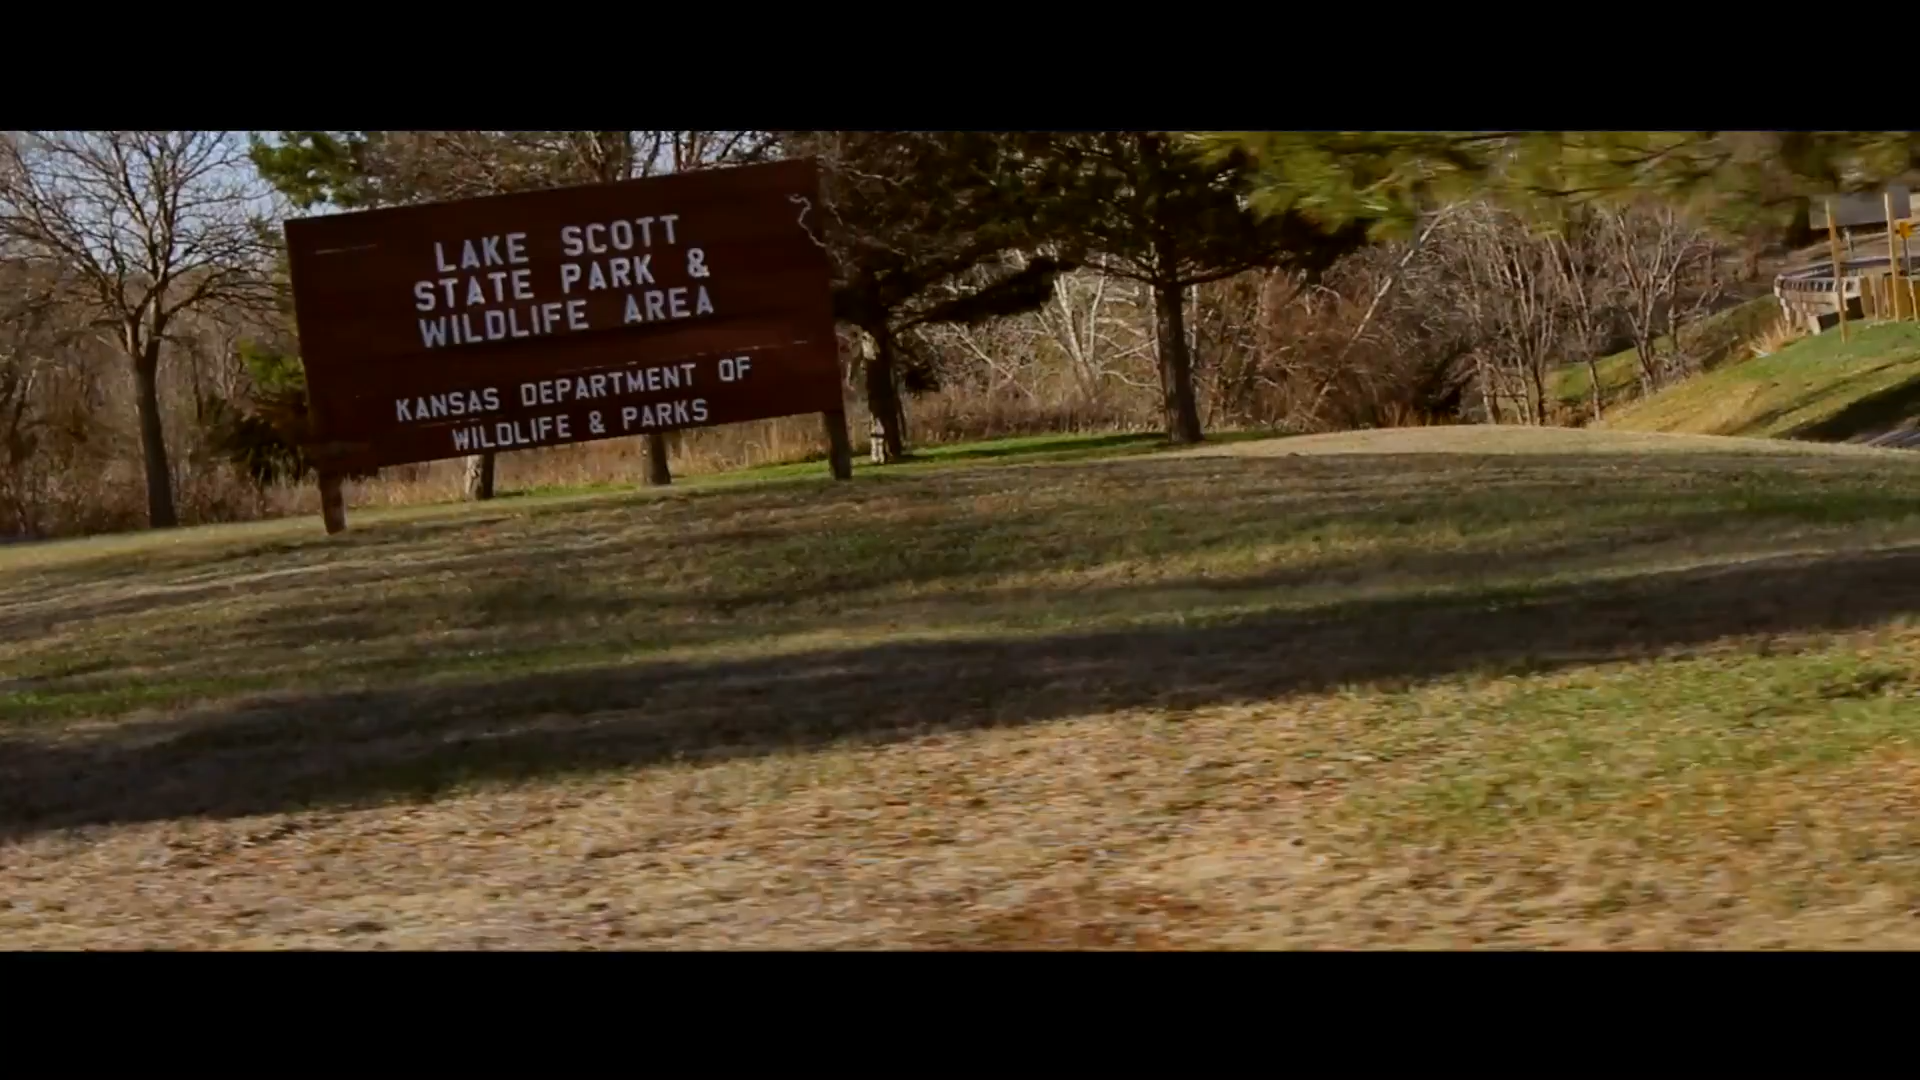 LAKE SCOTT
STATE PARK &
WILDLIFE AREA
KANSAS DEPARTMENT OF
WILDLIFE & PARKS